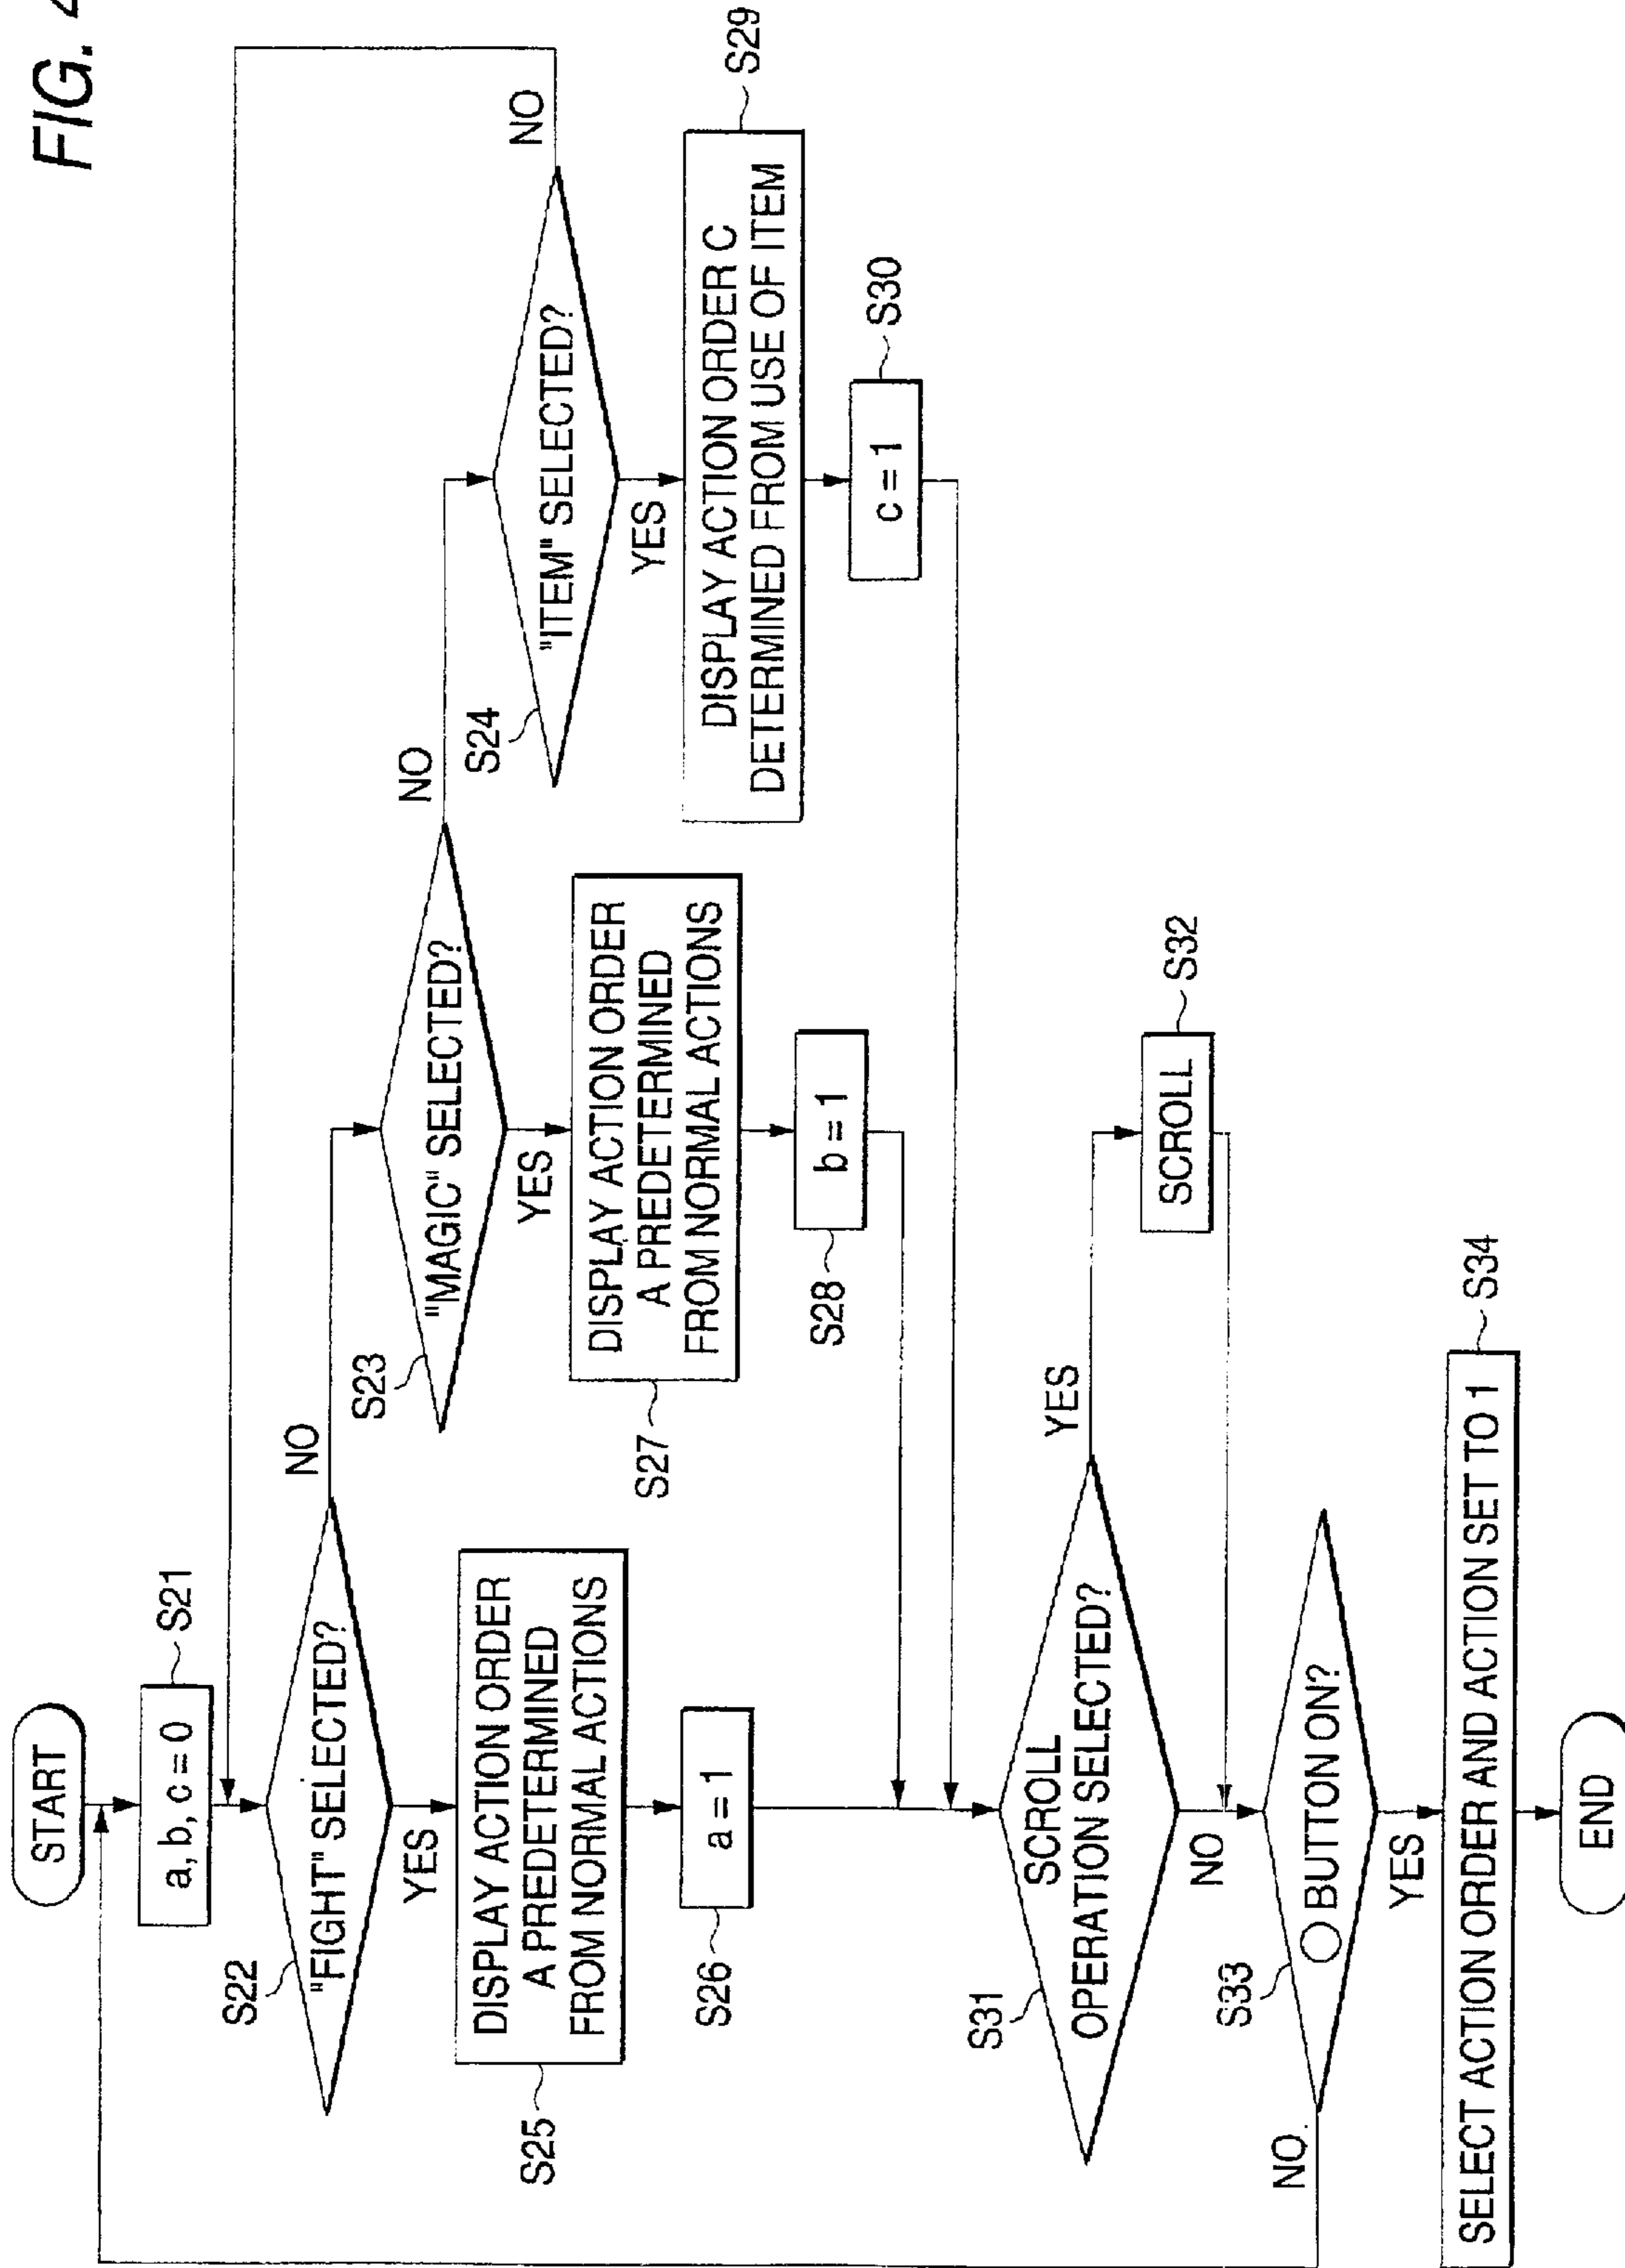 FIG. 4
START
a, b, c = 0
S21
S22
"FIGHT" SELECTED?
NO
YES
S25
DISPLAY ACTION ORDER
A PREDETERMINED
FROM NORMAL ACTIONS
S26
a = 1
S23
"MAGIC" SELECTED?
NO
YES
S27
DISPLAY ACTION ORDER
A PREDETERMINED
FROM NORMAL ACTIONS
S28
b = 1
S24
"ITEM" SELECTED?
NO
YES
DISPLAY ACTION ORDER C
DETERMINED FROM USE OF ITEM
S29
c = 1
S30
S31
SCROLL
OPERATION SELECTED?
YES
NO
SCROLL
S32
S33
○ BUTTON ON?
NO
YES
SELECT ACTION ORDER AND ACTION SET TO 1
S34
END